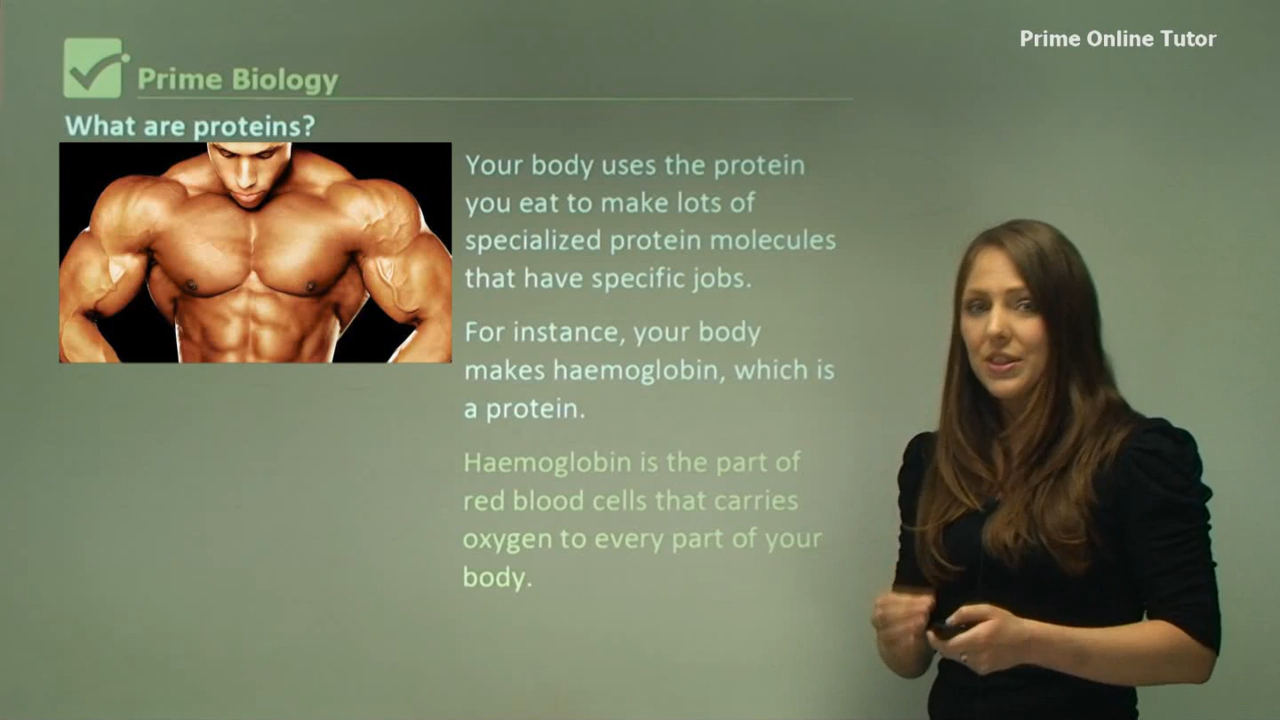 Prime Online Tutor
Prime Biology
What are proteins?
Your body uses the protein
you eat to make lots of
specialized protein molecules
that have specific jobs.
For instance, your body
makes haemoglobin, which is
a protein.
Haemoglobin is the part of
red blood cells that carries
oxygen to every part of your
body.